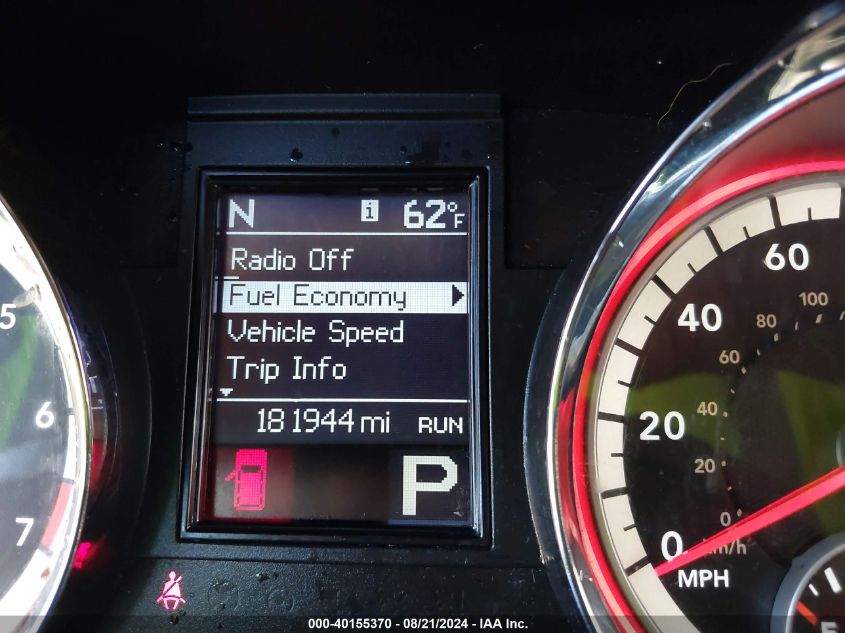 N i 62°F
Radio Off
Fuel Economy
Vehicle Speed
Trip Info
181944 mi RUN
P
5
6
7
60
40
20
0
MPH
100
80
60
40
20
0
km/h
E
000-40155370 - 08/21/2024 - IAA Inc.